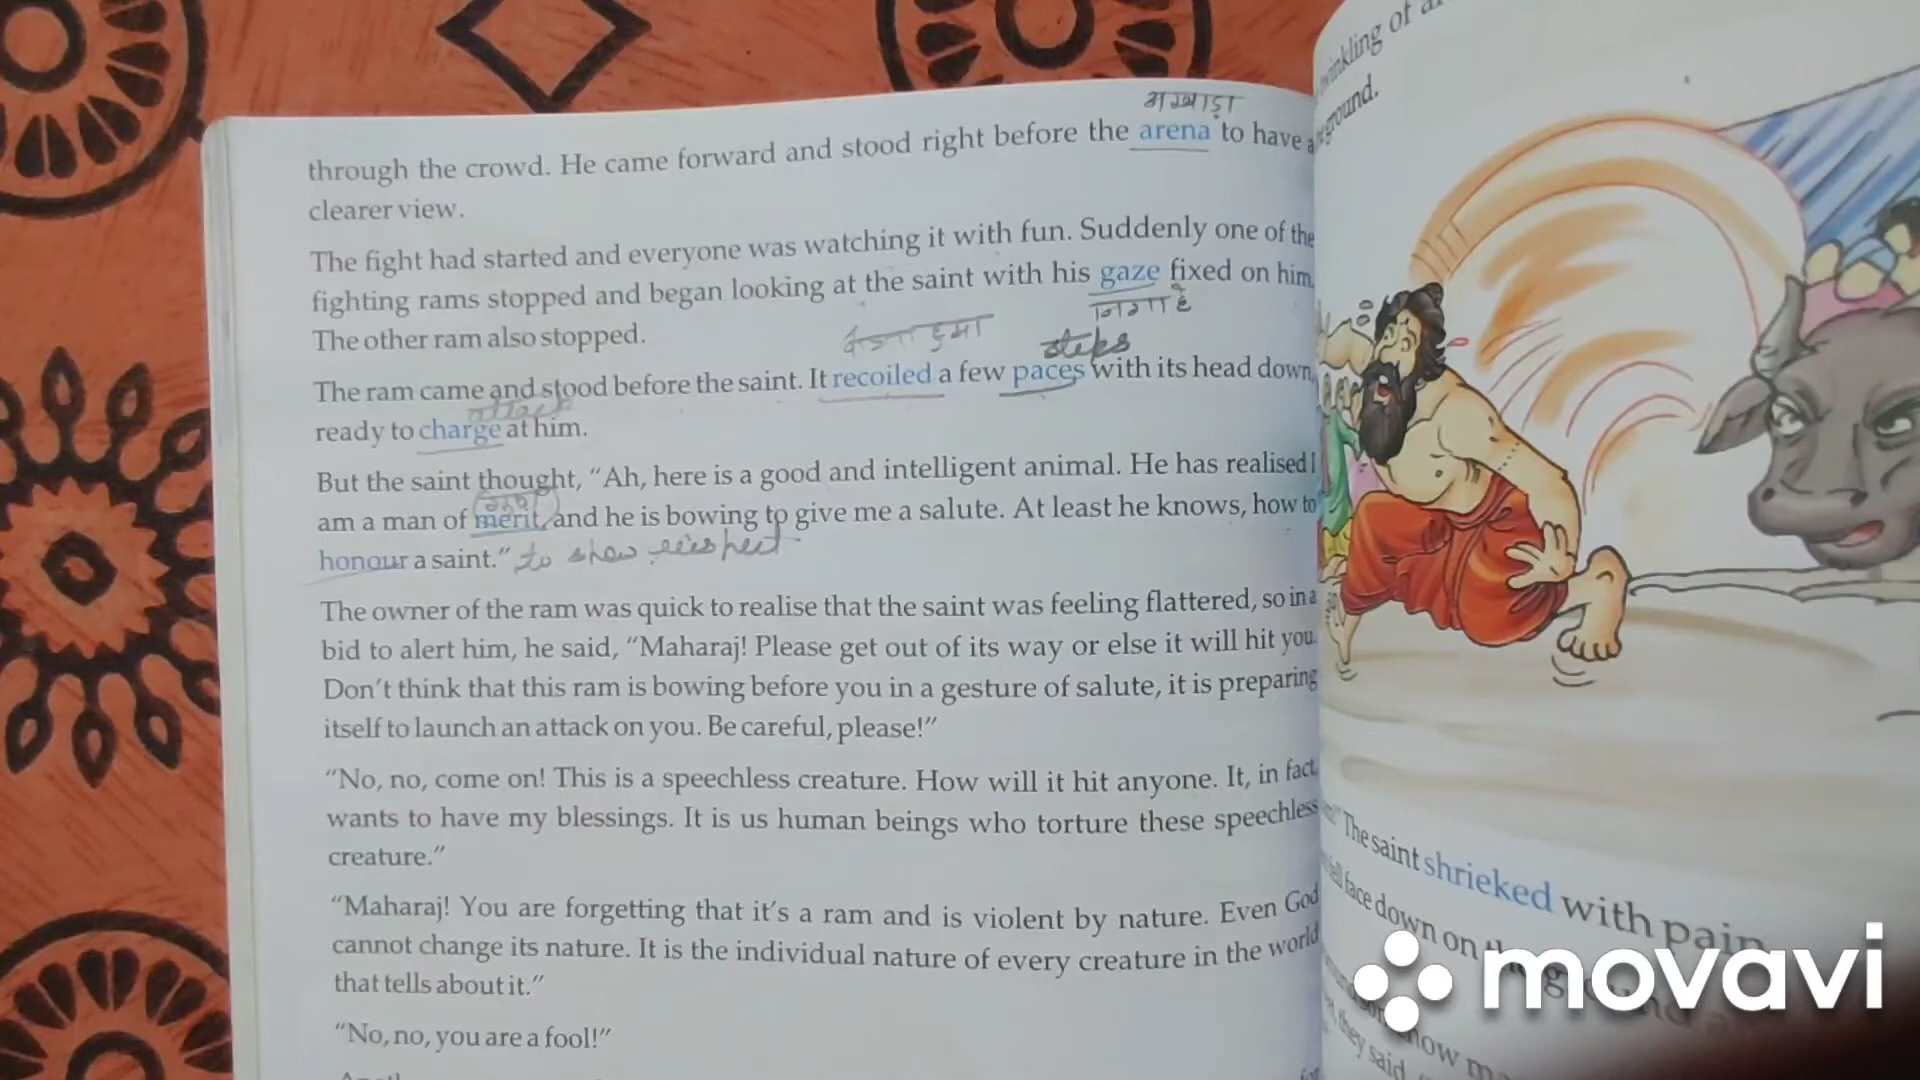 अखाड़ा
through the crowd. He came forward and stood right before the arena to have a
clearer view.
The fight had started and everyone was watching it with fun. Suddenly one of the
fighting rams stopped and began looking at the saint with his gaze fixed on him.
निगाहें
The other ram also stopped.
steps
The ram came and stood before the saint. It recoiled a few paces with its head down,
attack
ready to charge at him.
But the saint thought, “Ah, here is a good and intelligent animal. He has realised I
am a man of merit, and he is bowing to give me a salute. At least he knows, how to
honour a saint.” to show respect
The owner of the ram was quick to realise that the saint was feeling flattered, so in a
bid to alert him, he said, “Maharaj! Please get out of its way or else it will hit you.
Don’t think that this ram is bowing before you in a gesture of salute, it is preparing
itself to launch an attack on you. Be careful, please!”
“No, no, come on! This is a speechless creature. How will it hit anyone. It, in fact,
wants to have my blessings. It is us human beings who torture these speechless
creature.”
“Maharaj! You are forgetting that it’s a ram and is violent by nature. Even God
cannot change its nature. It is the individual nature of every creature in the world
that tells about it.”
“No, no, you are a fool!”
twinkling of
ground.
The saint shrieked with pain
fell face down on the ground
how
they said,
movavi